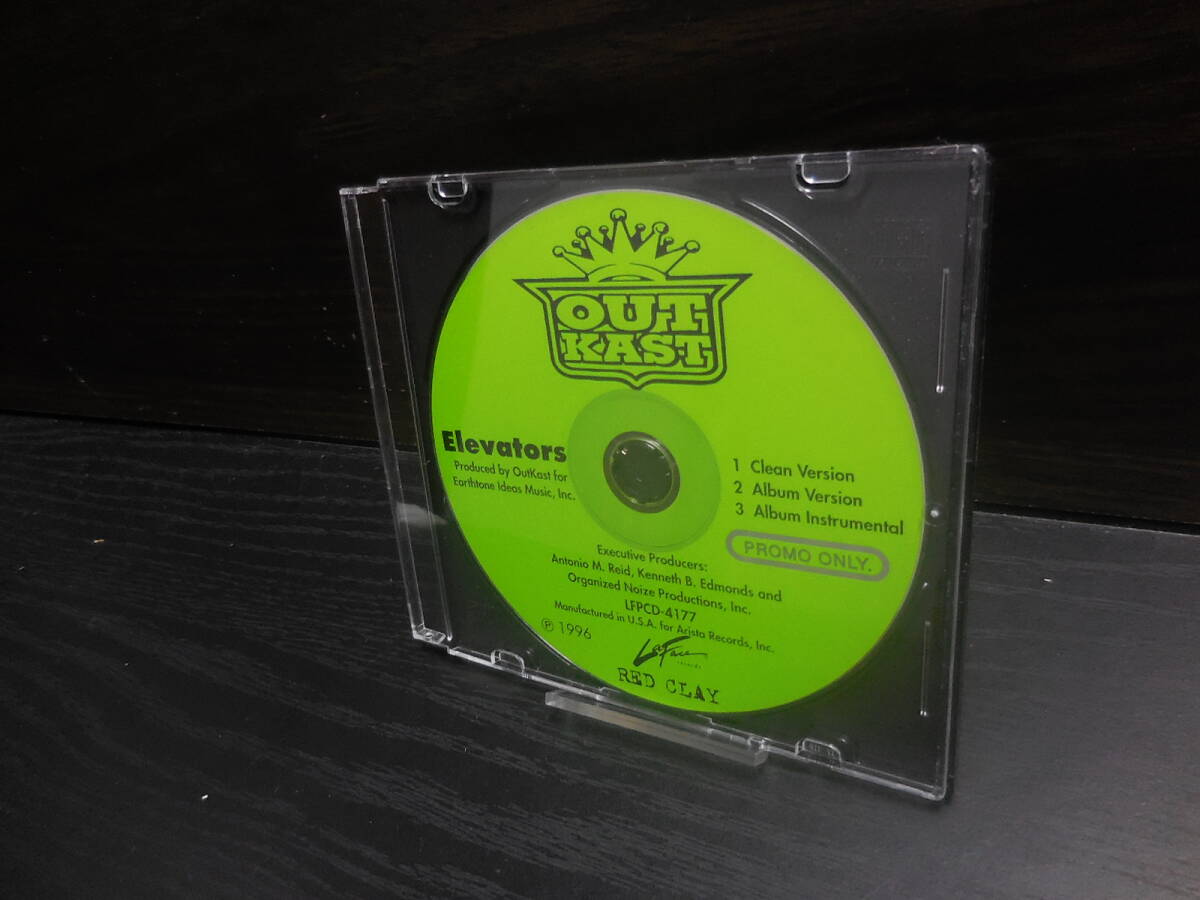 OUT
KAST
Elevators
Produced by OutKast for
Earthtone Ideas Music, Inc.
1 Clean Version
2 Album Version
3 Album Instrumental
PROMO ONLY.
Executive Producers:
Antonio M. Reid, Kenneth B. Edmonds and
Organized Noize Productions, Inc.
LFPCD-4177
Manufactured in U.S.A. for Arista Records, Inc.
℗ 1996
LaFace
records
RED CLAY